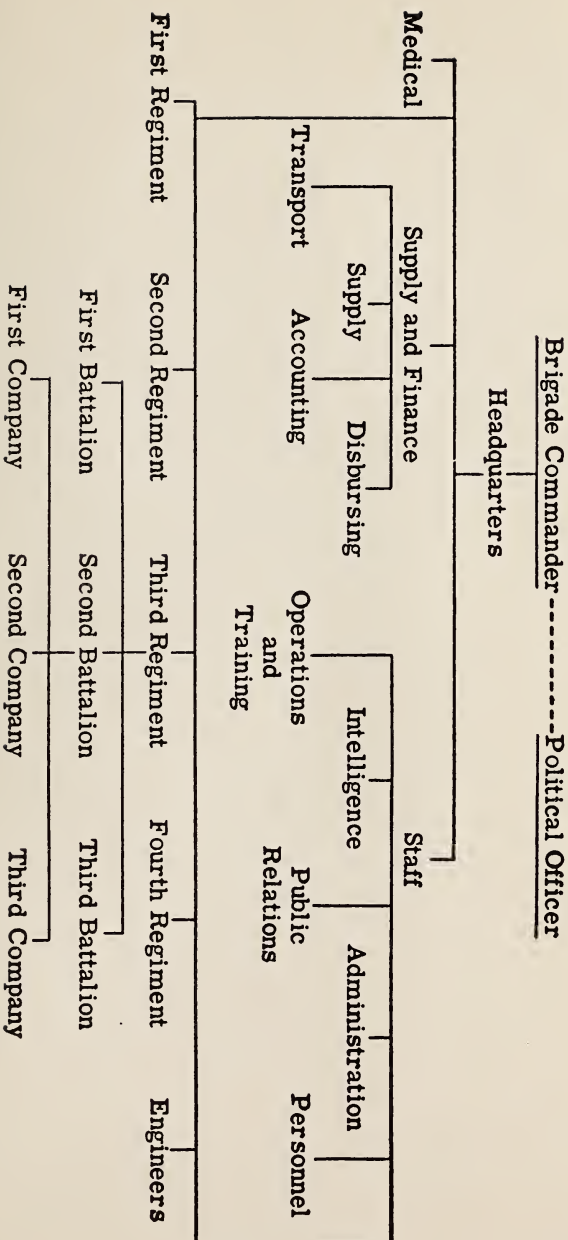 Brigade Commander-----------Political Officer
Headquarters
Medical
Supply and Finance
Staff
Supply
Disbursing
Intelligence
Administration
Transport
Accounting
Operations
and
Training
Public
Relations
Personnel
First Regiment
Second Regiment
Third Regiment
Fourth Regiment
Engineers
First Battalion
Second Battalion
Third Battalion
First Company
Second Company
Third Company